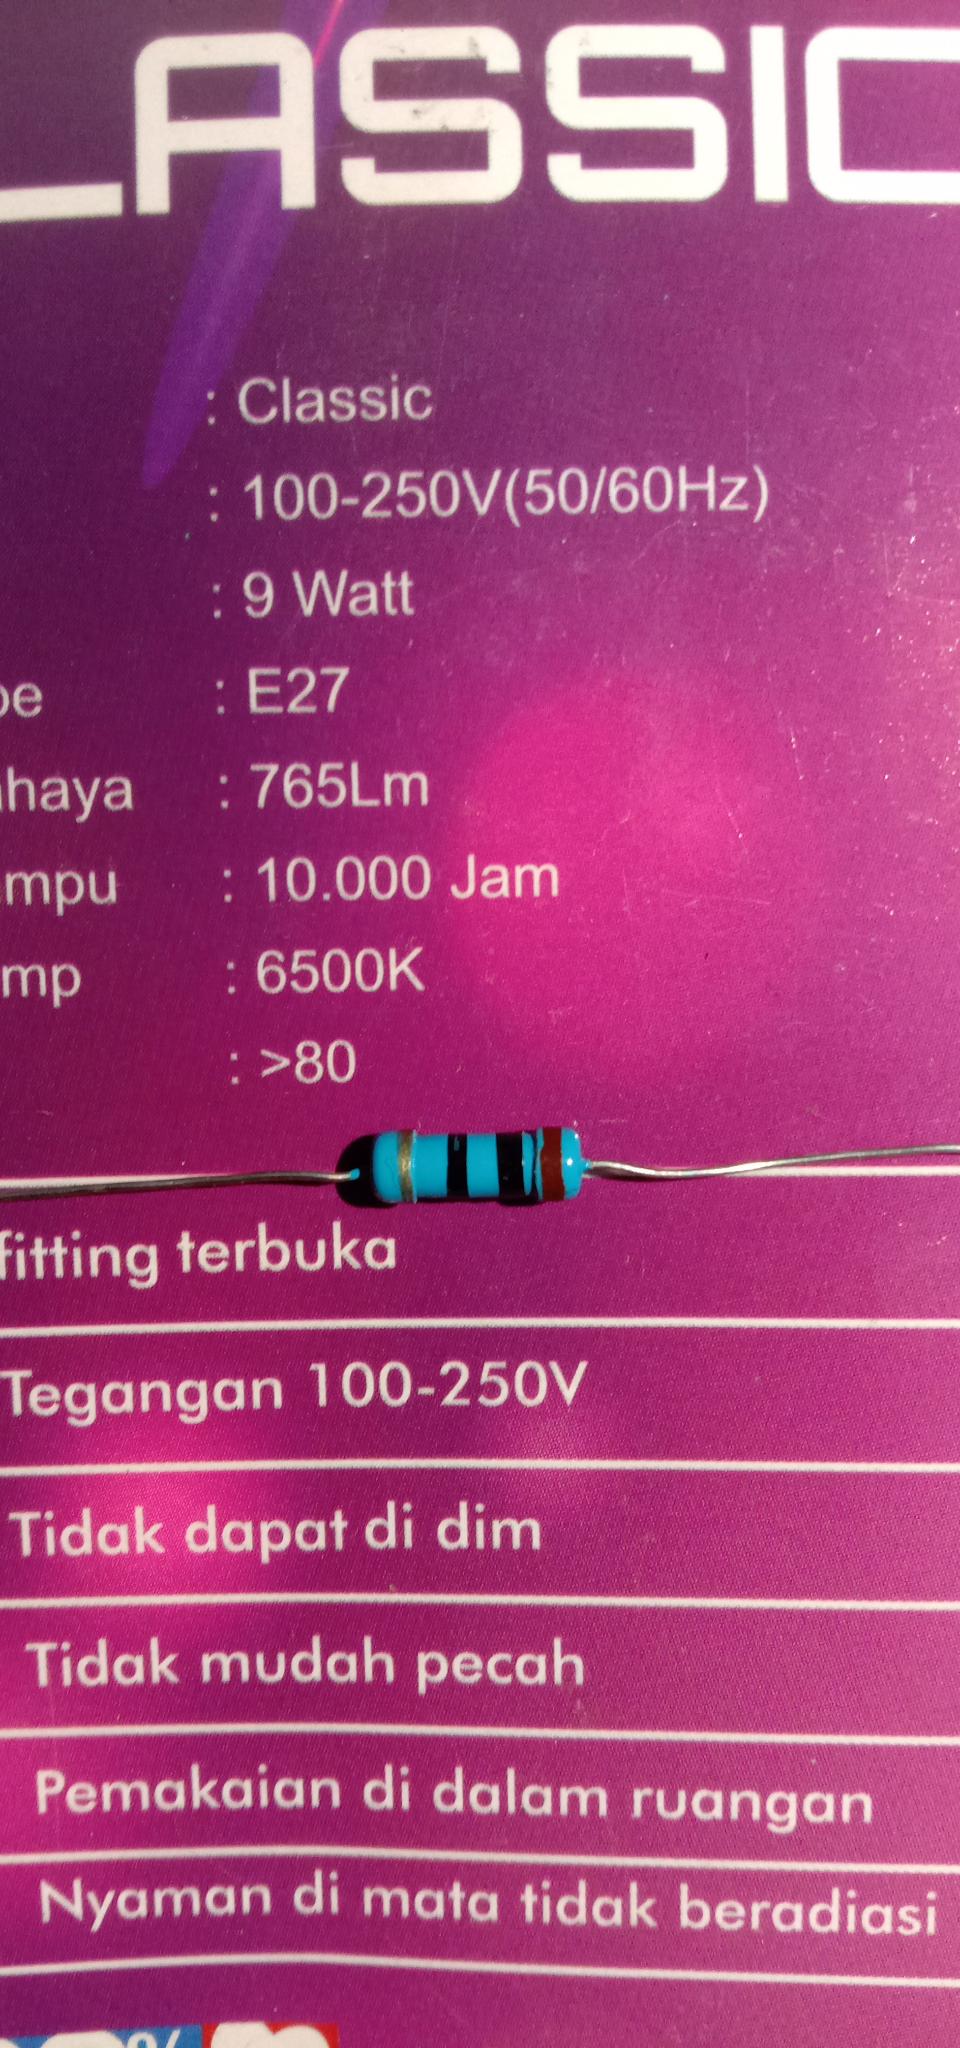 LASSIC
: Classic
: 100-250V(50/60Hz)
: 9 Watt
pe : E27
ahaya : 765Lm
ampu : 10.000 Jam
mp : 6500K
: >80
fitting terbuka
Tegangan 100-250V
Tidak dapat di dim
Tidak mudah pecah
Pemakaian di dalam ruangan
Nyaman di mata tidak beradiasi